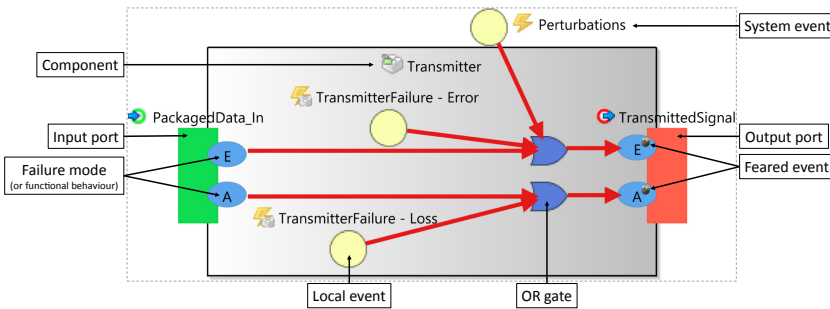 Perturbations
System event
Component
Transmitter
TransmitterFailure - Error
PackagedData_In
TransmittedSignal
Input port
Output port
E
E
Failure mode
(or functional behaviour)
Feared event
A
A
TransmitterFailure - Loss
Local event
OR gate